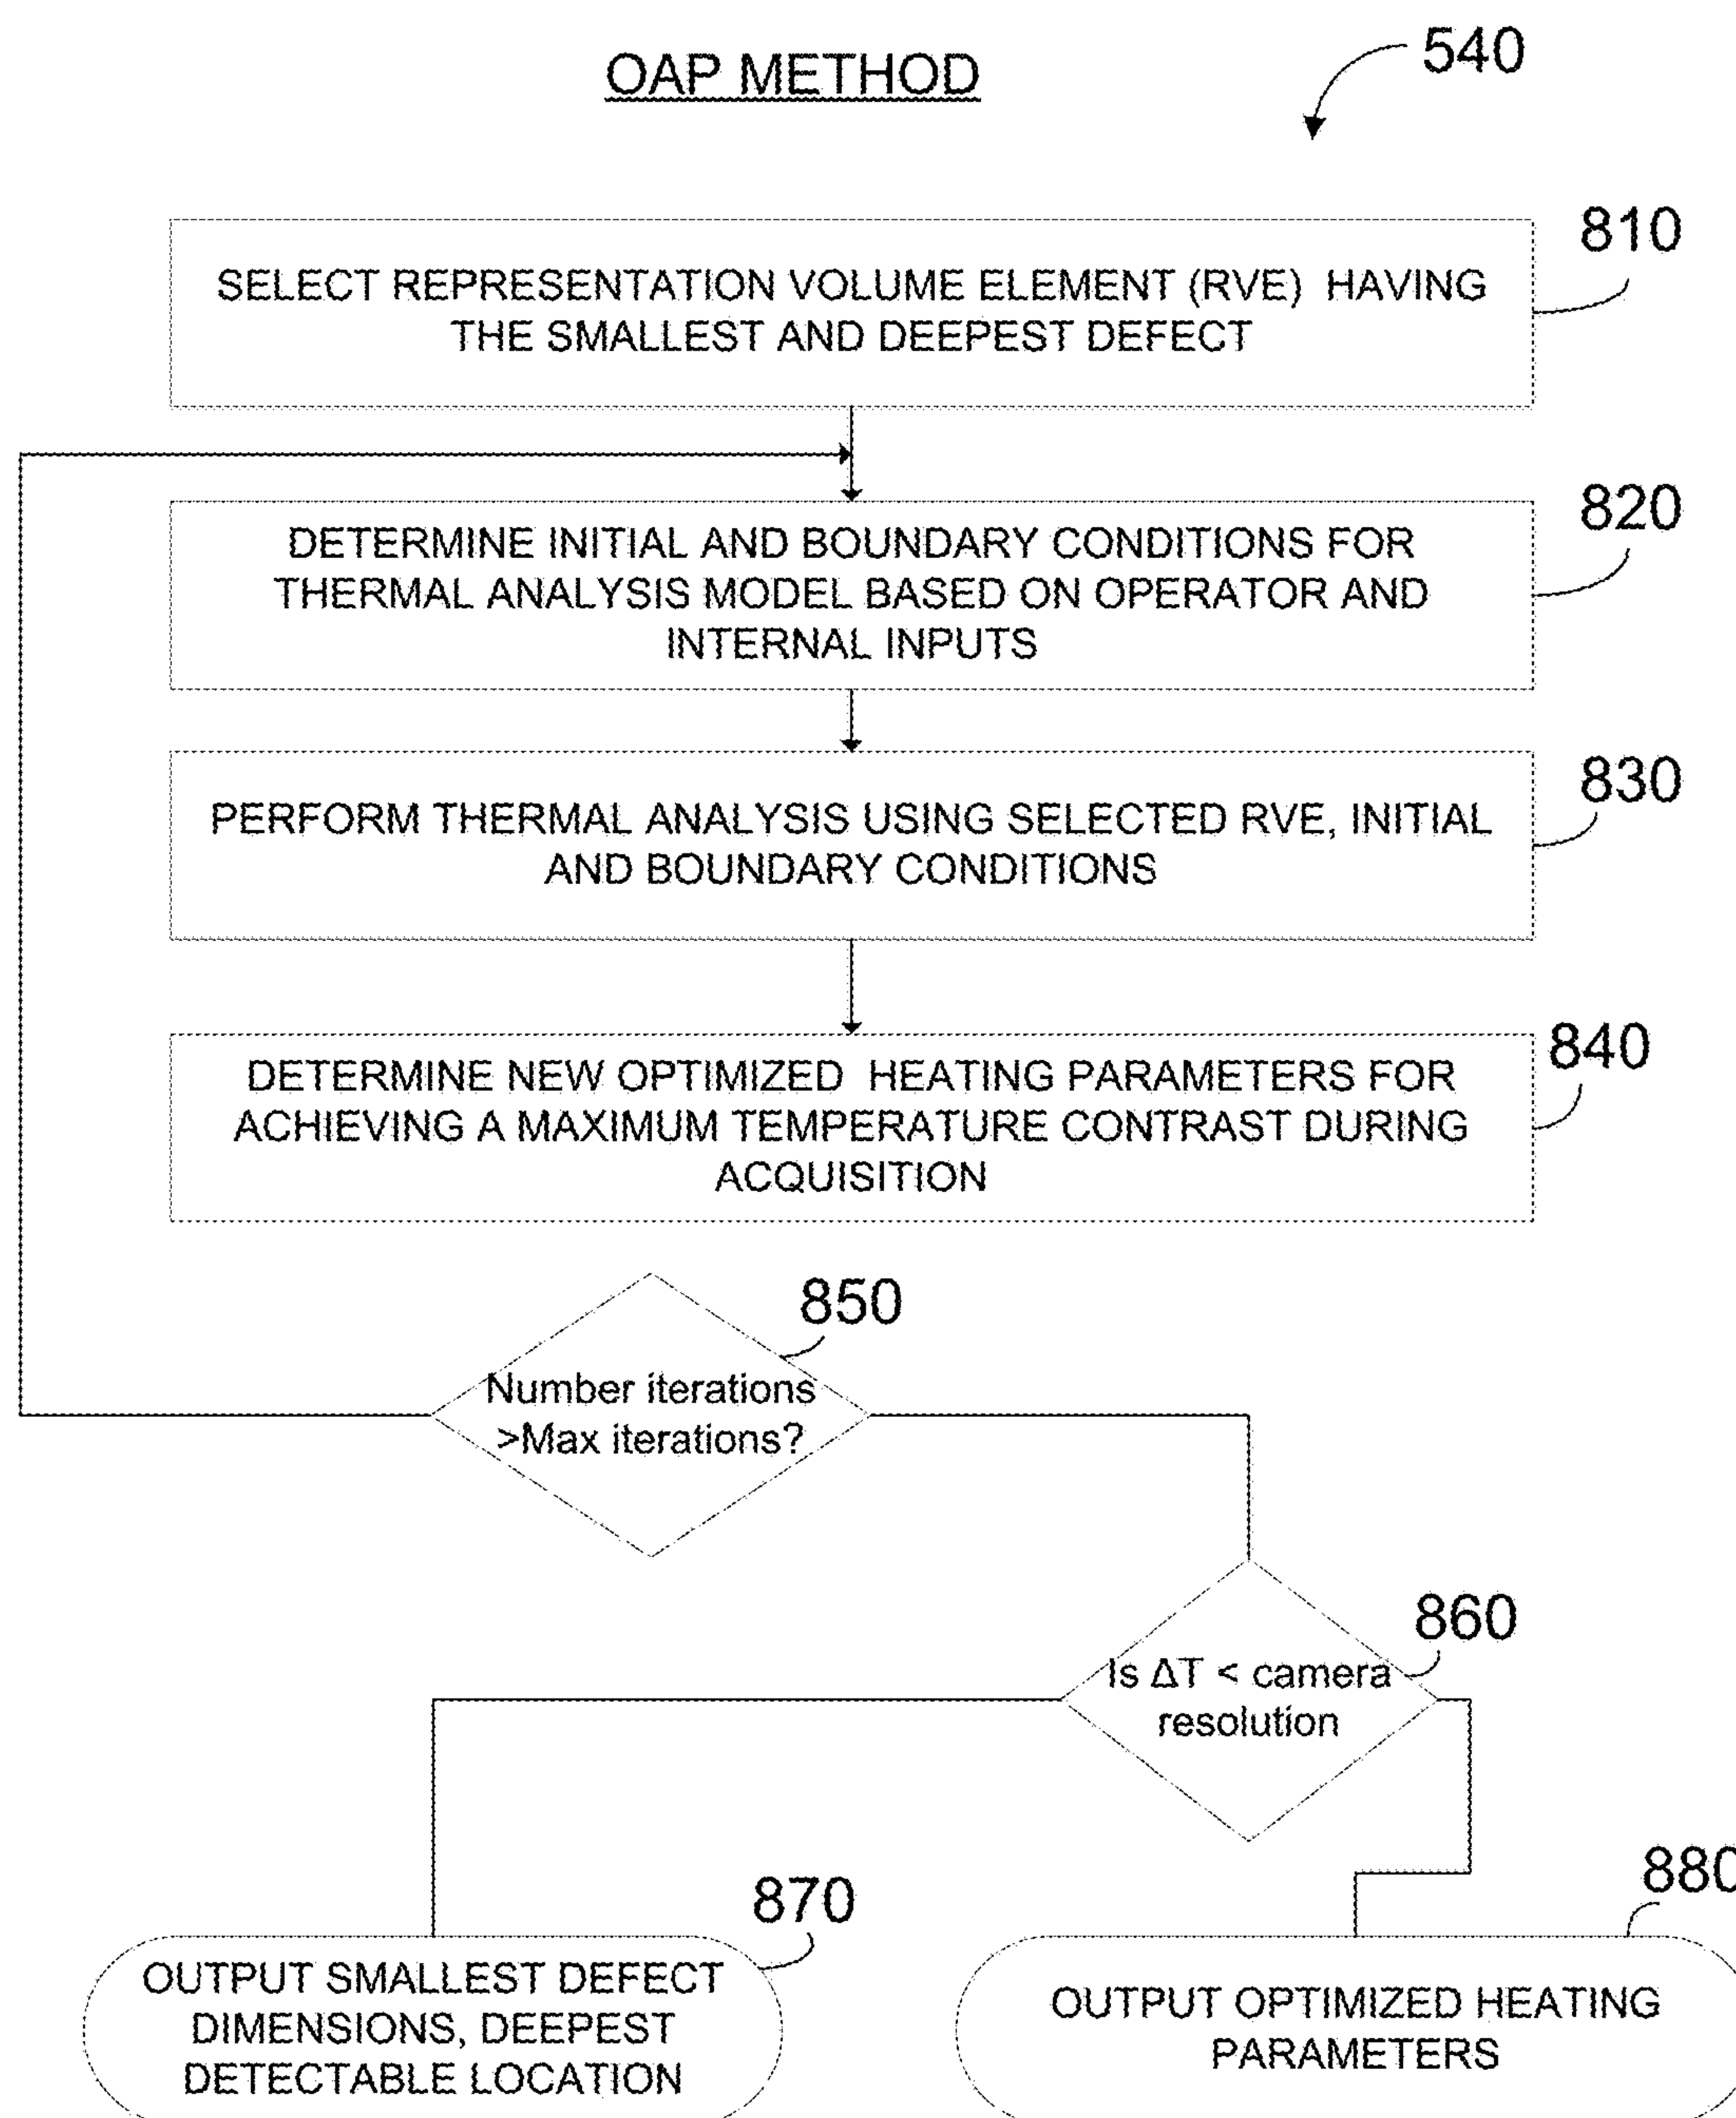 OAP METHOD
540
810
SELECT REPRESENTATION VOLUME ELEMENT (RVE) HAVING
THE SMALLEST AND DEEPEST DEFECT
820
DETERMINE INITIAL AND BOUNDARY CONDITIONS FOR
THERMAL ANALYSIS MODEL BASED ON OPERATOR AND
INTERNAL INPUTS
830
PERFORM THERMAL ANALYSIS USING SELECTED RVE, INITIAL
AND BOUNDARY CONDITIONS
840
DETERMINE NEW OPTIMIZED HEATING PARAMETERS FOR
ACHIEVING A MAXIMUM TEMPERATURE CONTRAST DURING
ACQUISITION
850
Number iterations
>Max iterations?
860
Is ΔT < camera
resolution
870
OUTPUT SMALLEST DEFECT
DIMENSIONS, DEEPEST
DETECTABLE LOCATION
880
OUTPUT OPTIMIZED HEATING
PARAMETERS